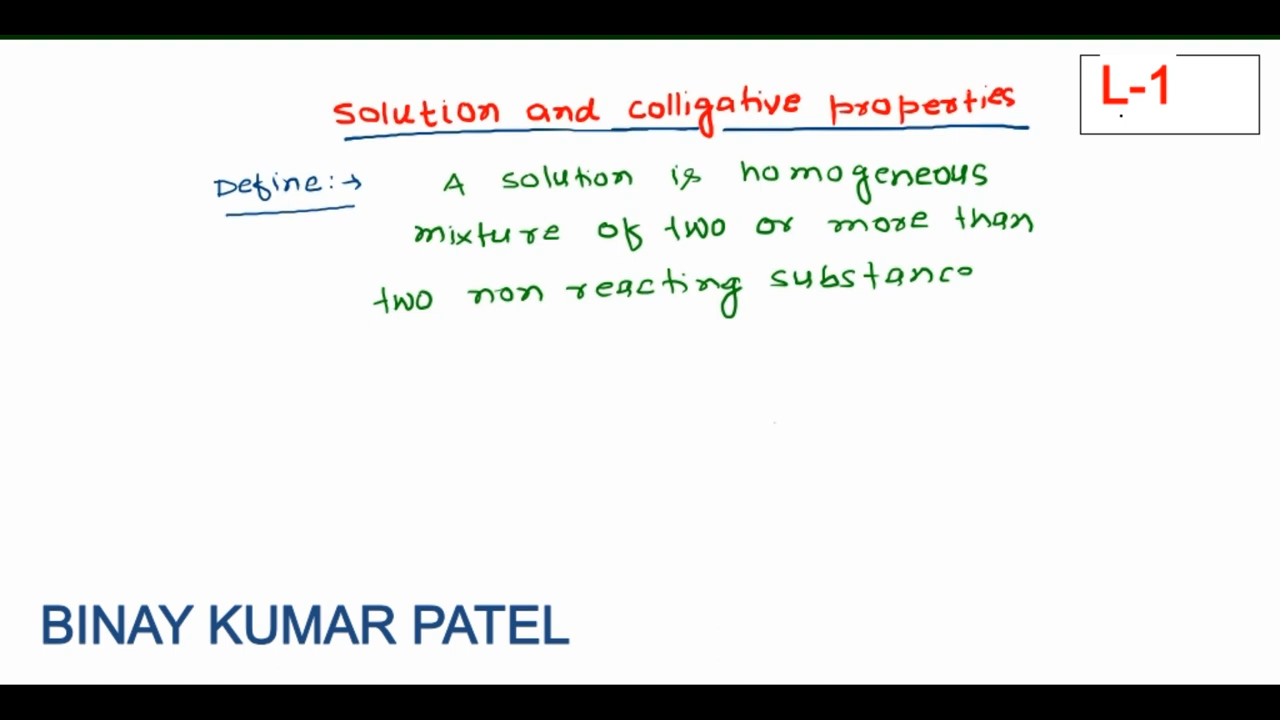 L-1
Solution and colligative properties
Define:→ A solution is homogeneous
mixture of two or more than
two non reacting substance
BINAY KUMAR PATEL